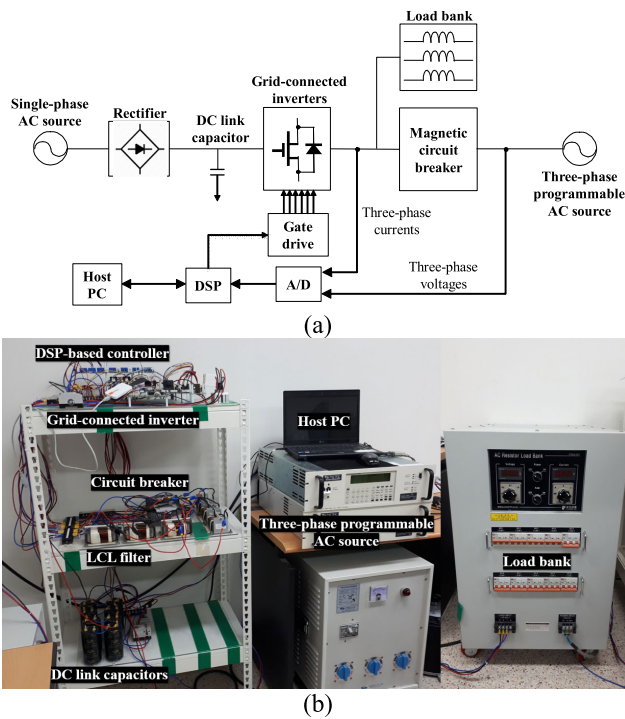 Load bank
Grid-connected
inverters
Single-phase
AC source
Rectifier
DC link
capacitor
Magnetic
circuit
breaker
Three-phase
programmable
AC source
Three-phase
currents
Gate
drive
Three-phase
voltages
Host
PC
DSP
A/D
(a)
DSP-based controller
Grid-connected inverter
Circuit breaker
LCL filter
DC link capacitors
Host PC
Three-phase programmable
AC source
AC Resistor Load Bank
Load bank
(b)